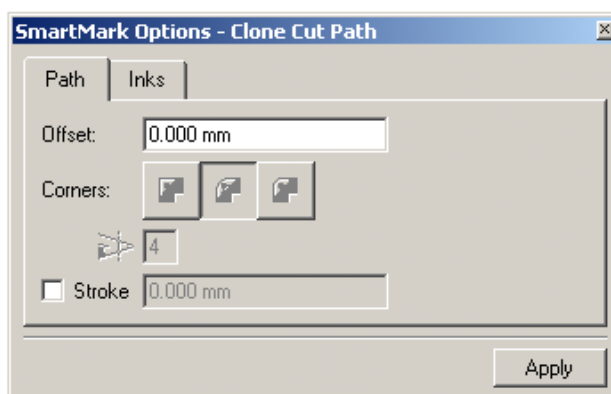 SmartMark Options - Clone Cut Path
Path Inks
Offset: 0.000 mm
Corners:
4
Stroke 0.000 mm
Apply